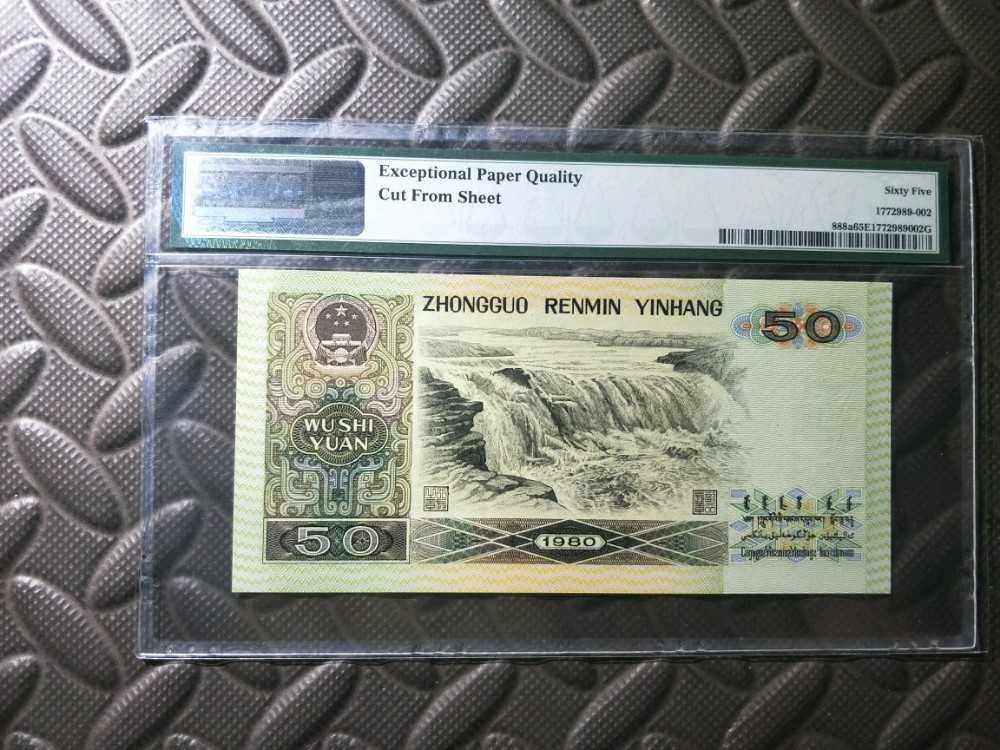 Exceptional Paper Quality
Cut From Sheet
Sixty Five
1772989-002
888a65E1772989002G
ZHONGGUO RENMIN YINHANG
50
WU SHI
YUAN
50
1980